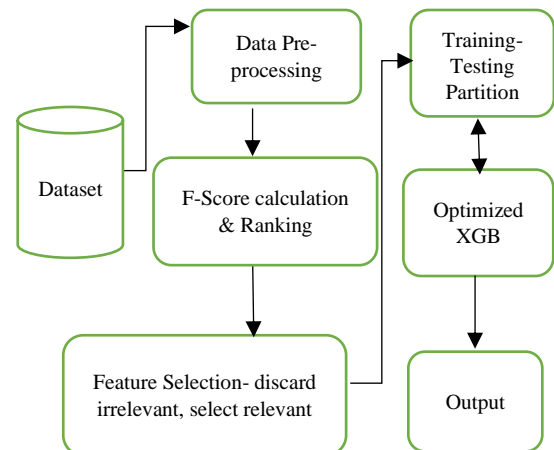 Dataset
Data Pre-
processing
F-Score calculation
& Ranking
Feature Selection- discard
irrelevant, select relevant
Training-
Testing
Partition
Optimized
XGB
Output